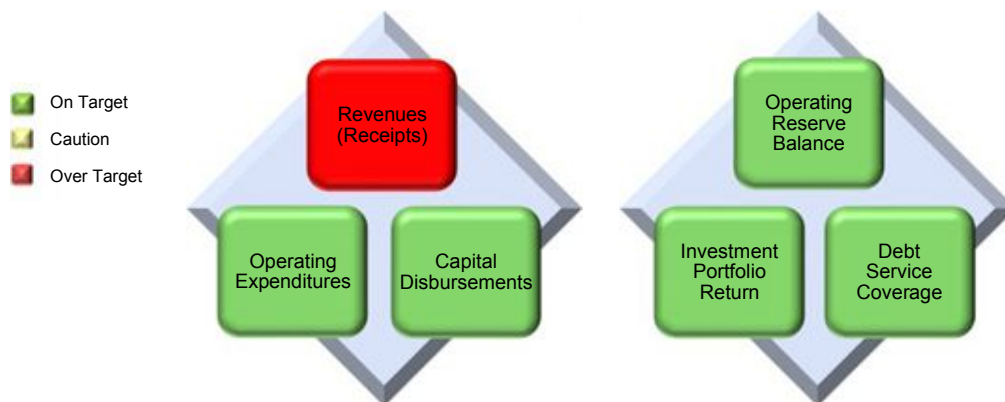 On Target
Caution
Over Target
Revenues
(Receipts)
Operating
Expenditures
Capital
Disbursements
Operating
Reserve
Balance
Investment
Portfolio
Return
Debt
Service
Coverage